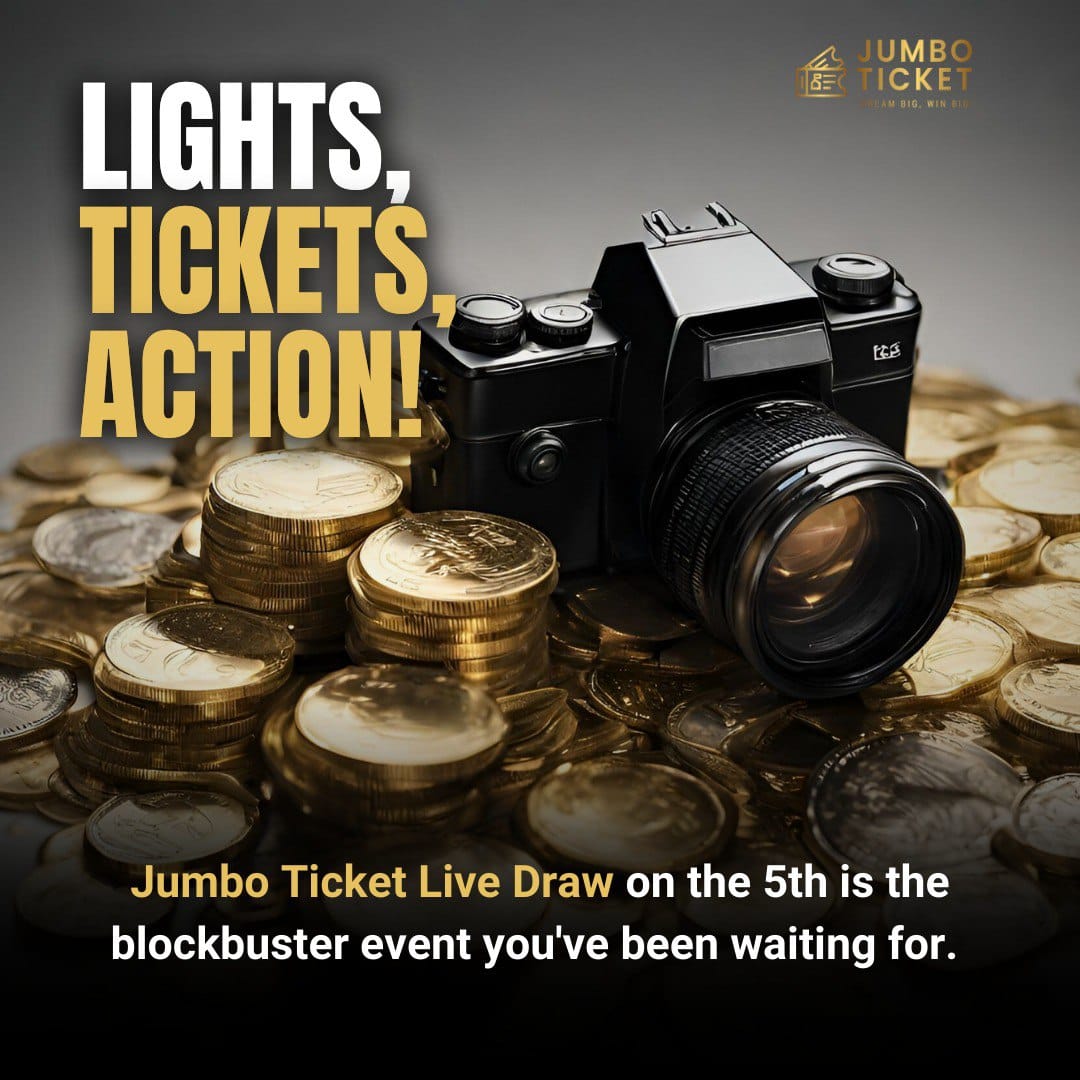 JUMBO
TICKET
DREAM BIG, WIN BIG
LIGHTS,
TICKETS,
ACTION!
Jumbo Ticket Live Draw on the 5th is the
blockbuster event you've been waiting for.